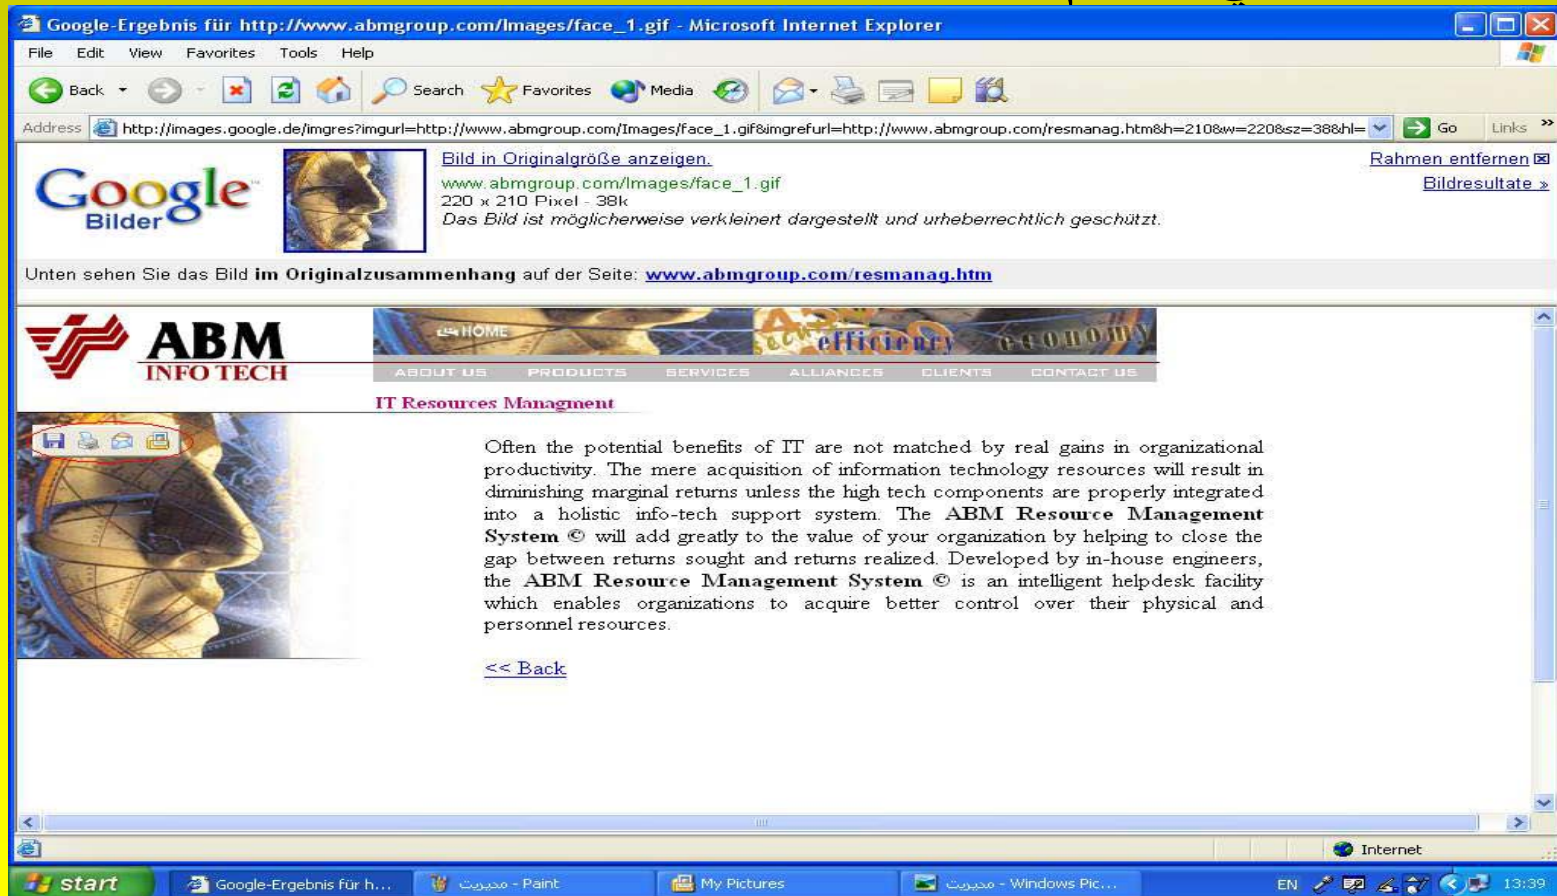 Google-Ergebnis für http://www.abmgroup.com/Images/face_1.gif - Microsoft Internet Explorer
File Edit View Favorites Tools Help
Back Search Favorites Media
Address http://images.google.de/imgres?imgurl=http://www.abmgroup.com/Images/face_1.gif&imgrefurl=http://www.abmgroup.com/resmanag.htm&h=210&w=220&sz=38&hl= Go Links »
Google™
Bilder
Bild in Originalgröße anzeigen.
www.abmgroup.com/Images/face_1.gif
220 x 210 Pixel - 38k
Das Bild ist möglicherweise verkleinert dargestellt und urheberrechtlich geschützt.
Rahmen entfernen
Bildresultate »
Unten sehen Sie das Bild im Originalzusammenhang auf der Seite: www.abmgroup.com/resmanag.htm
ABM
INFO TECH
HOME
efficiency economy
ABOUT US PRODUCTS SERVICES ALLIANCES CLIENTS CONTACT US
IT Resources Managment
Often the potential benefits of IT are not matched by real gains in organizational
productivity. The mere acquisition of information technology resources will result in
diminishing marginal returns unless the high tech components are properly integrated
into a holistic info-tech support system. The ABM Resource Management
System © will add greatly to the value of your organization by helping to close the
gap between returns sought and returns realized. Developed by in-house engineers,
the ABM Resource Management System © is an intelligent helpdesk facility
which enables organizations to acquire better control over their physical and
personnel resources.
<< Back
Internet
start Google-Ergebnis für h... مديريت - Paint My Pictures مديريت - Windows Pic... EN 13:39